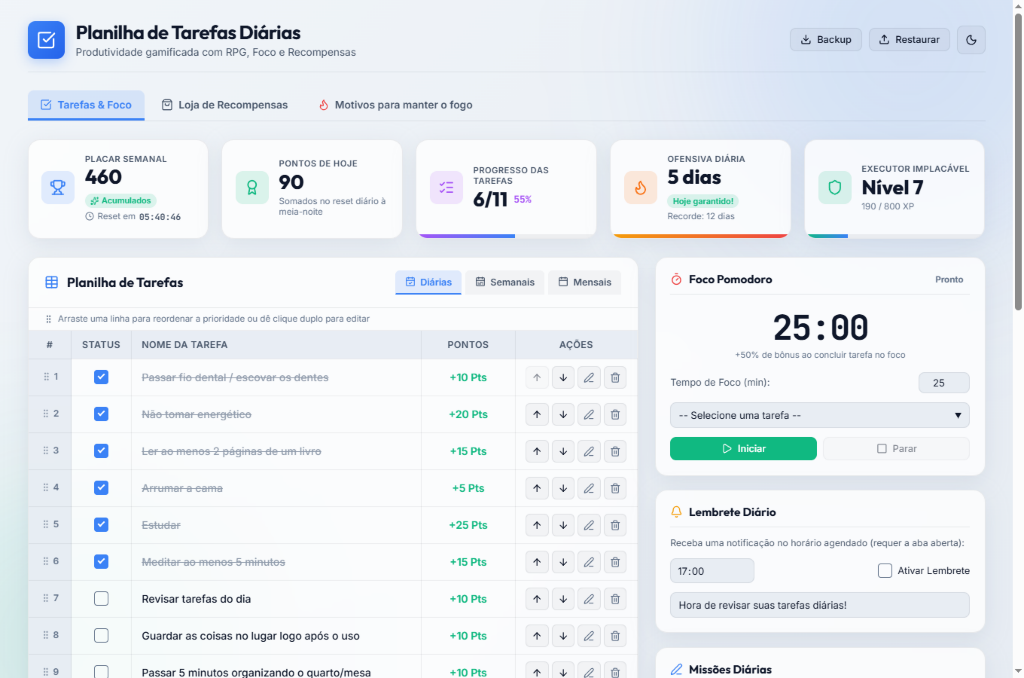 Planilha de Tarefas Diárias
Produtividade gamificada com RPG, Foco e Recompensas
Backup
Restaurar
Tarefas & Foco
Loja de Recompensas
Motivos para manter o fogo
PLACAR SEMANAL
460
Acumulados
Reset em 05:40:46
PONTOS DE HOJE
90
Somados no reset diário à
meia-noite
PROGRESSO DAS
TAREFAS
6/11 55%
OFENSIVA DIÁRIA
5 dias
Hoje garantido!
Recorde: 12 dias
EXECUTOR IMPLACÁVEL
Nível 7
190 / 800 XP
Planilha de Tarefas
Diárias
Semanais
Mensais
Arraste uma linha para reordenar a prioridade ou dê clique duplo para editar
# STATUS NOME DA TAREFA PONTOS AÇÕES
1 Passar fio dental / escovar os dentes +10 Pts
2 Não tomar energético +20 Pts
3 Ler ao menos 2 páginas de um livro +15 Pts
4 Arrumar a cama +5 Pts
5 Estudar +25 Pts
6 Meditar ao menos 5 minutos +15 Pts
7 Revisar tarefas do dia +10 Pts
8 Guardar as coisas no lugar logo após o uso +10 Pts
9 Passar 5 minutos organizando o quarto/mesa +10 Pts
Foco Pomodoro
Pronto
25:00
+50% de bônus ao concluir tarefa no foco
Tempo de Foco (min): 25
-- Selecione uma tarefa --
Iniciar
Parar
Lembrete Diário
Receba uma notificação no horário agendado (requer a aba aberta):
17:00
Ativar Lembrete
Hora de revisar suas tarefas diárias!
Missões Diárias